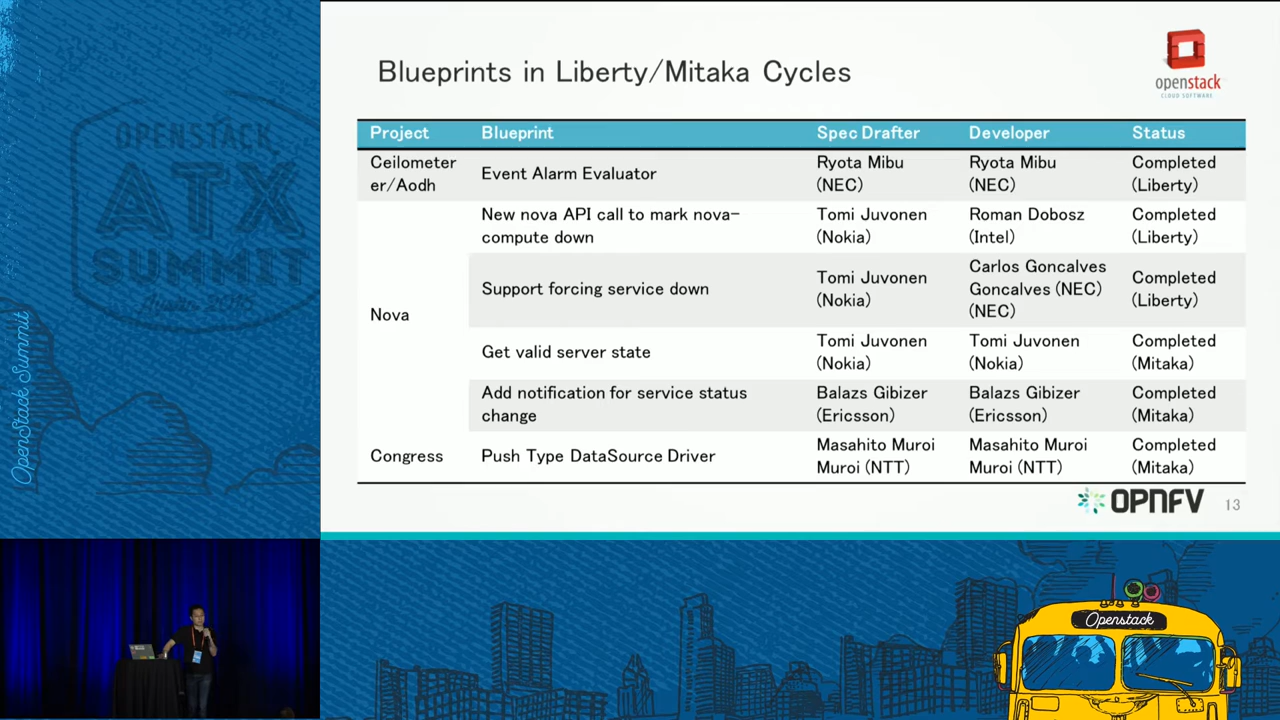 OPENSTACK
ATX
SUMMIT
Austin 2016
OpenStack Summit
Blueprints in Liberty/Mitaka Cycles
openstack
CLOUD SOFTWARE
Project Blueprint Spec Drafter Developer Status
Ceilometer
er/Aodh
Event Alarm Evaluator
Ryota Mibu
(NEC)
Ryota Mibu
(NEC)
Completed
(Liberty)
Nova
New nova API call to mark nova-
compute down
Tomi Juvonen
(Nokia)
Roman Dobosz
(Intel)
Completed
(Liberty)
Support forcing service down
Tomi Juvonen
(Nokia)
Carlos Goncalves
Goncalves (NEC)
(NEC)
Completed
(Liberty)
Get valid server state
Tomi Juvonen
(Nokia)
Tomi Juvonen
(Nokia)
Completed
(Mitaka)
Add notification for service status
change
Balazs Gibizer
(Ericsson)
Balazs Gibizer
(Ericsson)
Completed
(Mitaka)
Congress
Push Type DataSource Driver
Masahito Muroi
Muroi (NTT)
Masahito Muroi
Muroi (NTT)
Completed
(Mitaka)
OPNFV
13
Openstack